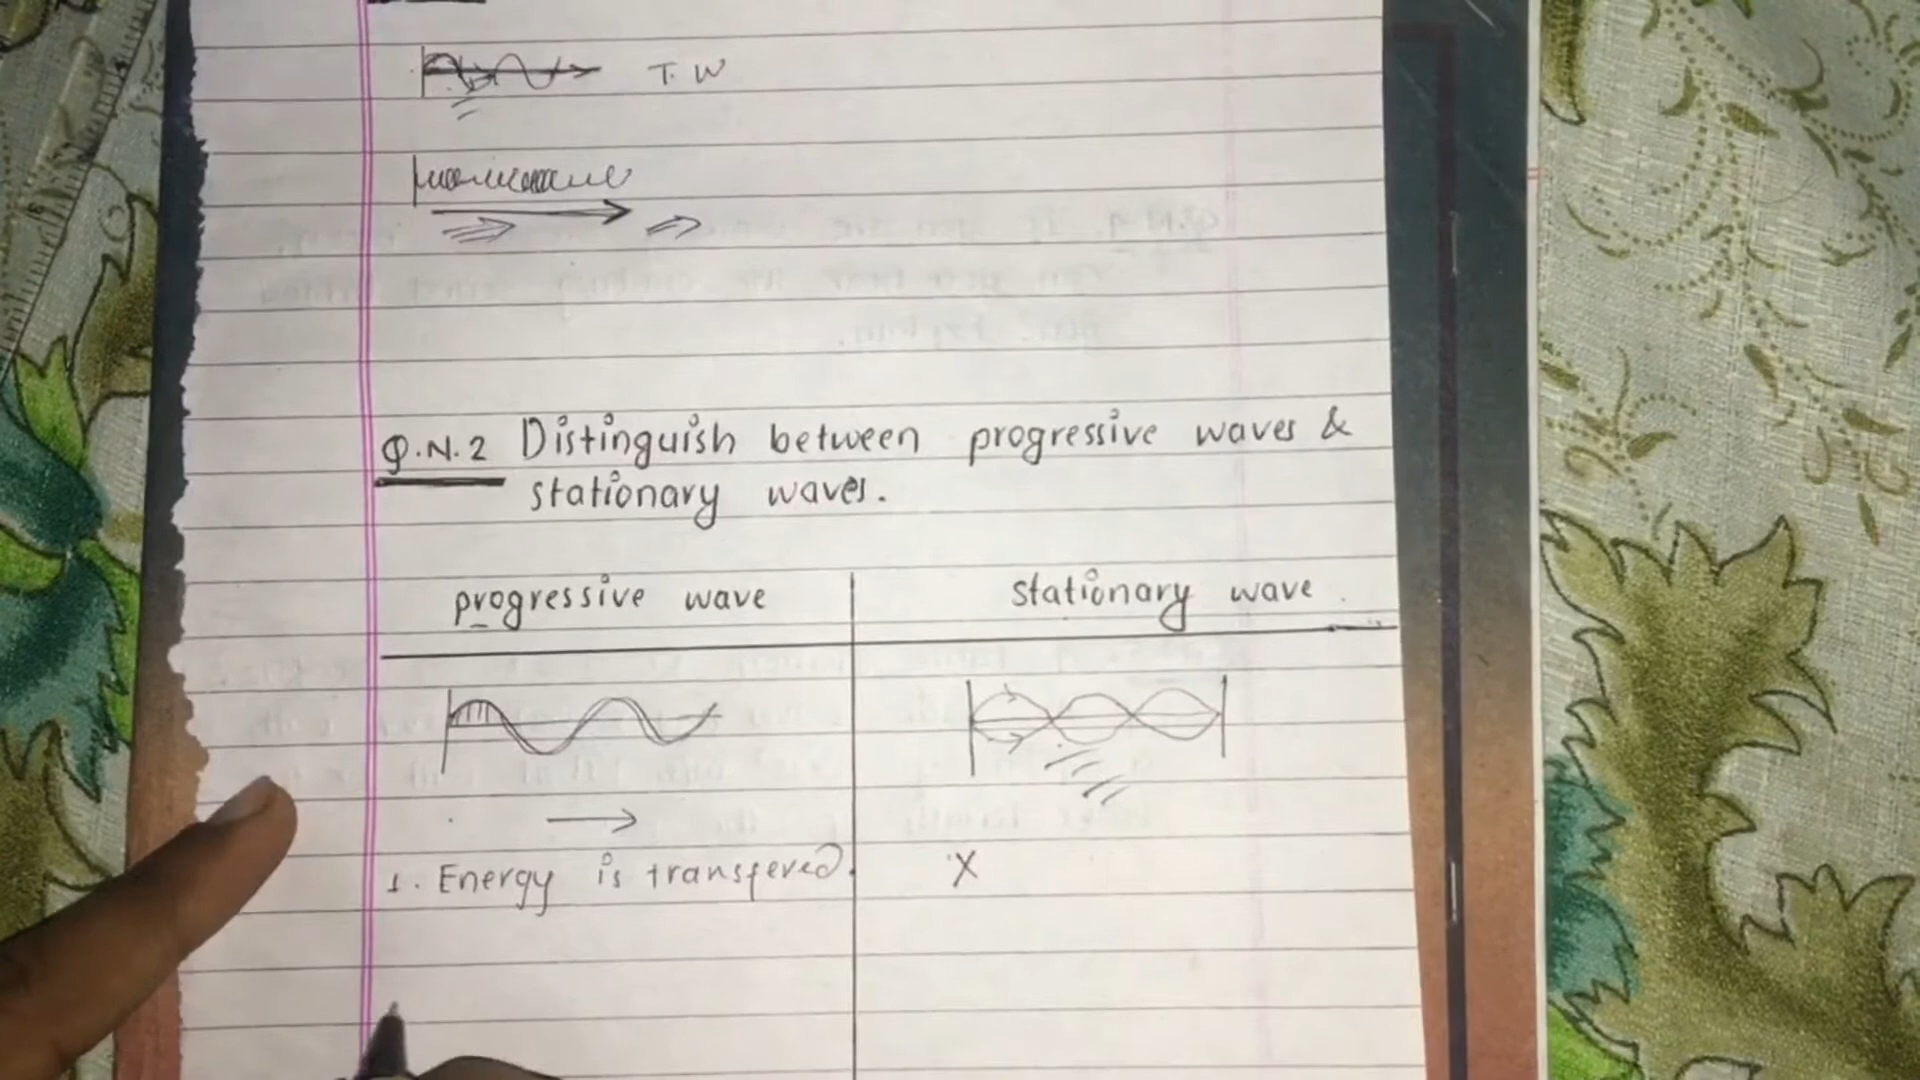 T. W
Q.N.2 Distinguish between progressive waves &
stationary waves.
progressive wave
stationary wave
1. Energy is transfered. X